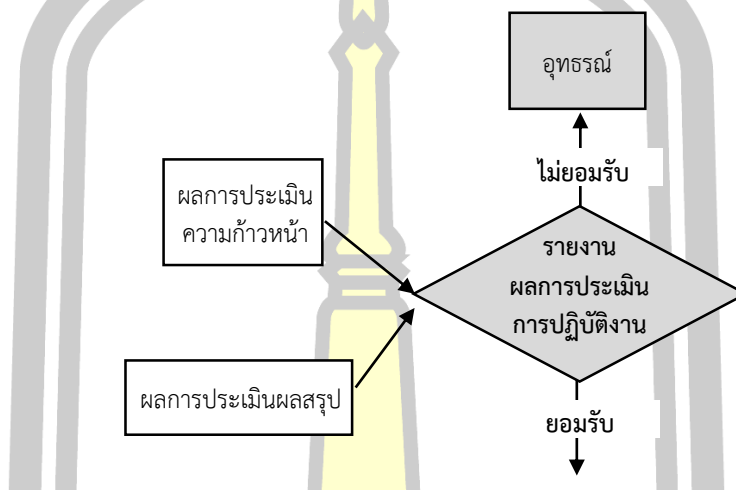 อุทธรณ์
ไม่ยอมรับ
ผลการประเมิน
ความก้าวหน้า
รายงาน
ผลการประเมิน
การปฏิบัติงาน
ผลการประเมินผลสรุป
ยอมรับ